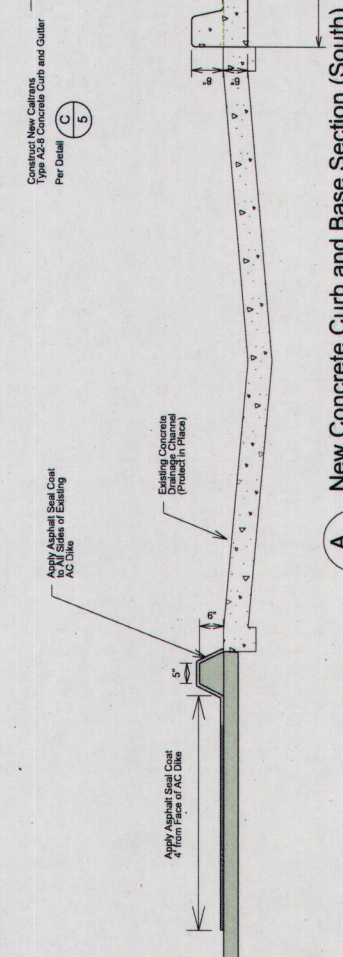 Construct New Caltrans
Type A2-8 Concrete Curb and Gutter
Per Detail
C
5
8"
6"
Apply Asphalt Seal Coat
to All Sides of Existing
AC Dike
Existing Concrete
Drainage Channel
(Protect in Place)
5"
6"
Apply Asphalt Seal Coat
4' from Face of AC Dike
A
New Concrete Curb and Base Section (South)